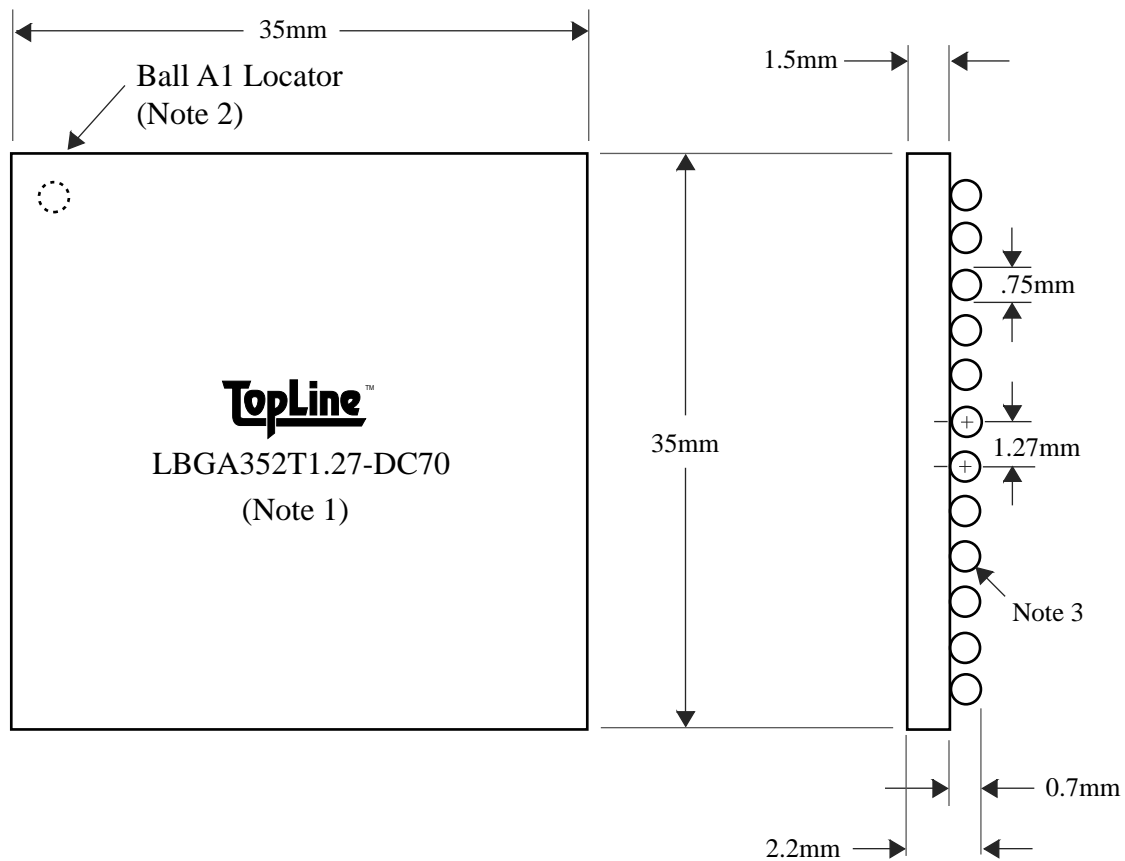 35mm
Ball A1 Locator
(Note 2)
1.5mm
.75mm
TopLine™
LBGA352T1.27-DC70
(Note 1)
35mm
1.27mm
Note 3
0.7mm
2.2mm